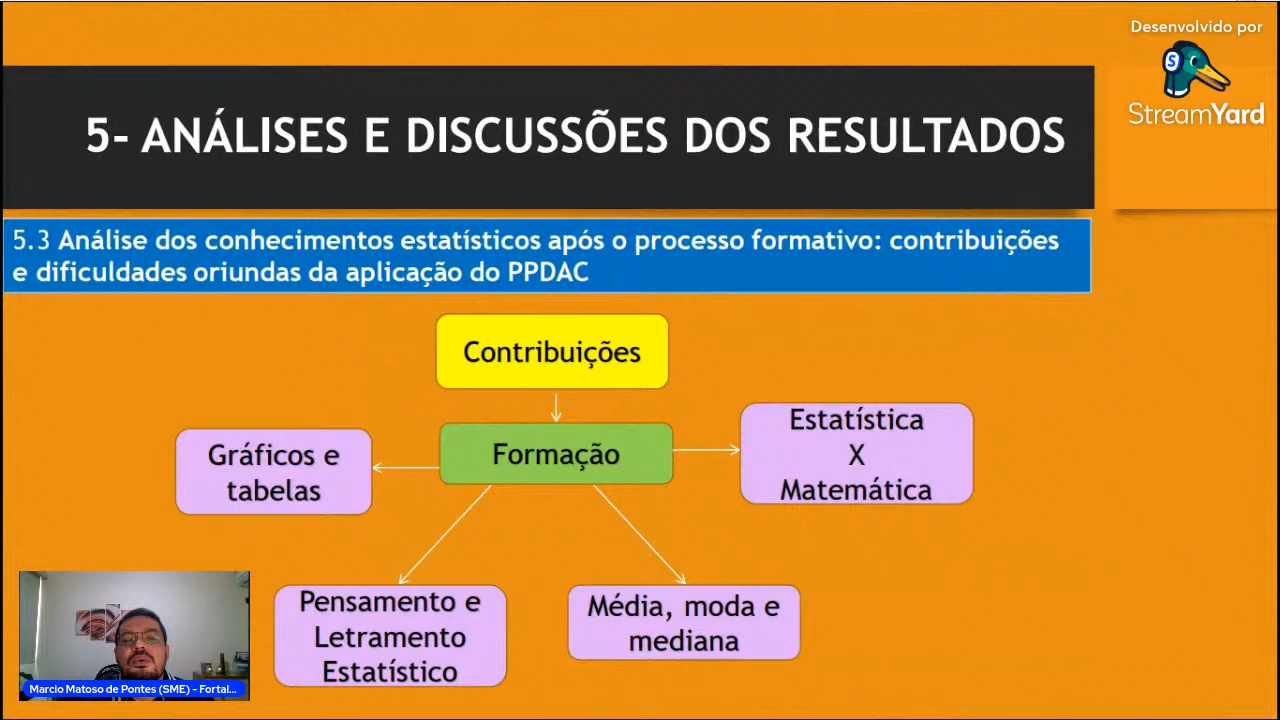 Desenvolvido por
StreamYard
5- ANÁLISES E DISCUSSÕES DOS RESULTADOS
5.3 Análise dos conhecimentos estatísticos após o processo formativo: contribuições
e dificuldades oriundas da aplicação do PPDAC
Contribuições
Formação
Gráficos e
tabelas
Estatística
X
Matemática
Pensamento e
Letramento
Estatístico
Média, moda e
mediana
Marcio Matoso de Pontes (SME) - Fortal...